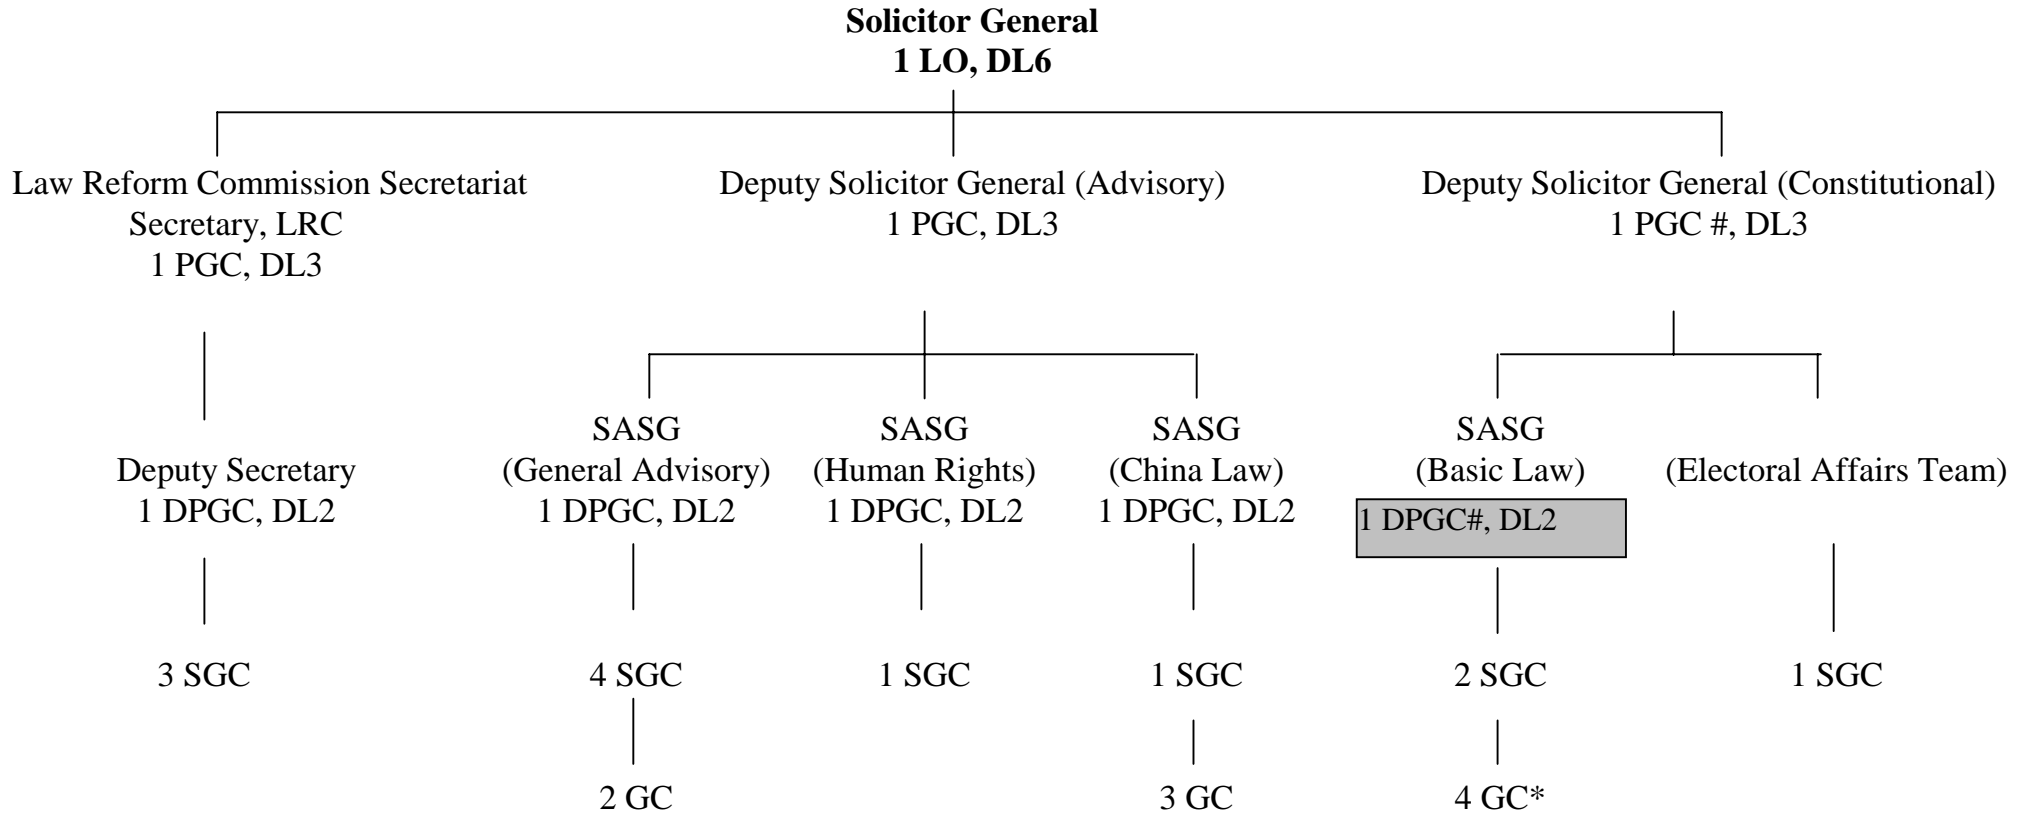 Solicitor General
1 LO, DL6
Law Reform Commission Secretariat
Secretary, LRC
1 PGC, DL3
Deputy Solicitor General (Advisory)
1 PGC, DL3
Deputy Solicitor General (Constitutional)
1 PGC #, DL3
Deputy Secretary
1 DPGC, DL2
SASG
(General Advisory)
1 DPGC, DL2
SASG
(Human Rights)
1 DPGC, DL2
SASG
(China Law)
1 DPGC, DL2
SASG
(Basic Law)
1 DPGC#, DL2
(Electoral Affairs Team)
3 SGC
4 SGC
1 SGC
1 SGC
2 SGC
1 SGC
2 GC
3 GC
4 GC*